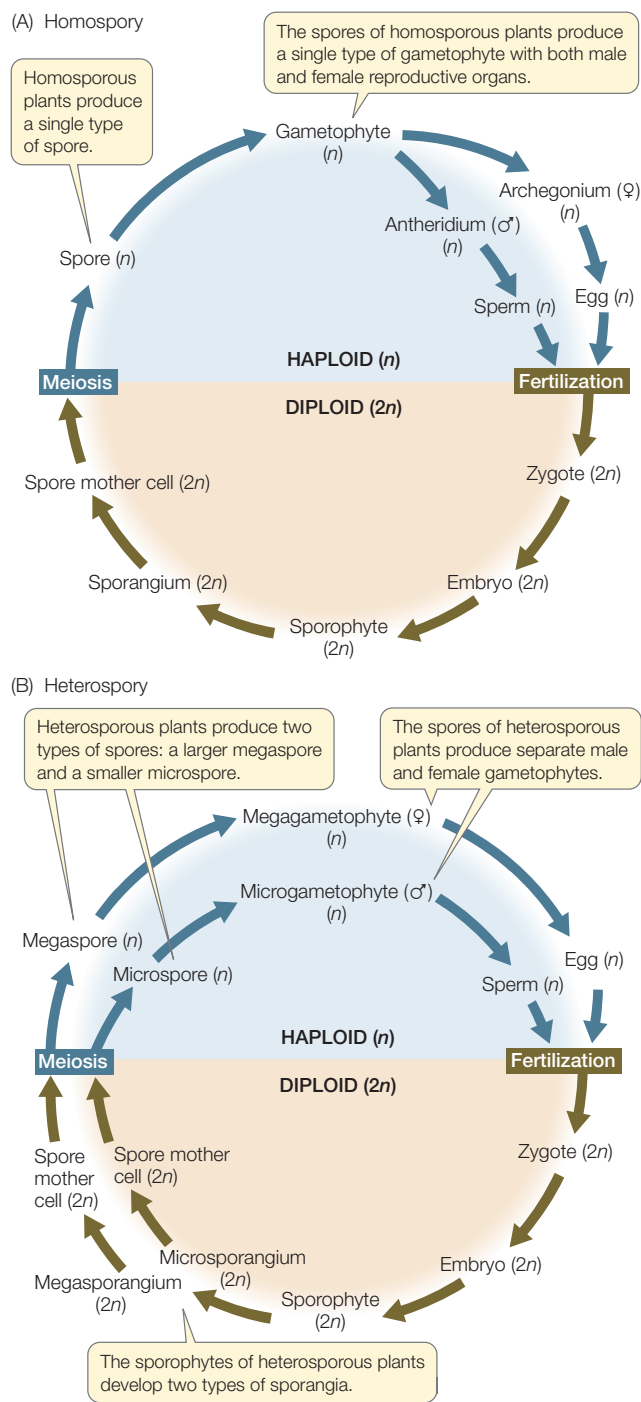 (A) Homospory
The spores of homosporous plants produce
a single type of gametophyte with both male
and female reproductive organs.
Homosporous
plants produce
a single type
of spore.
Gametophyte
(n)
Archegonium (♀)
(n)
Antheridium (♂)
(n)
Spore (n)
Egg (n)
Sperm (n)
HAPLOID (n)
Meiosis
Fertilization
DIPLOID (2n)
Zygote (2n)
Spore mother cell (2n)
Sporangium (2n)
Embryo (2n)
Sporophyte
(2n)
(B) Heterospory
Heterosporous plants produce two
types of spores: a larger megaspore
and a smaller microspore.
The spores of heterosporous
plants produce separate male
and female gametophytes.
Megagametophyte (♀)
(n)
Microgametophyte (♂)
(n)
Megaspore (n)
Microspore (n)
Egg (n)
Sperm (n)
HAPLOID (n)
Meiosis
Fertilization
DIPLOID (2n)
Zygote (2n)
Spore
mother
cell (2n)
Spore mother
cell (2n)
Microsporangium
(2n)
Megasporangium
(2n)
Embryo (2n)
Sporophyte
(2n)
The sporophytes of heterosporous plants
develop two types of sporangia.